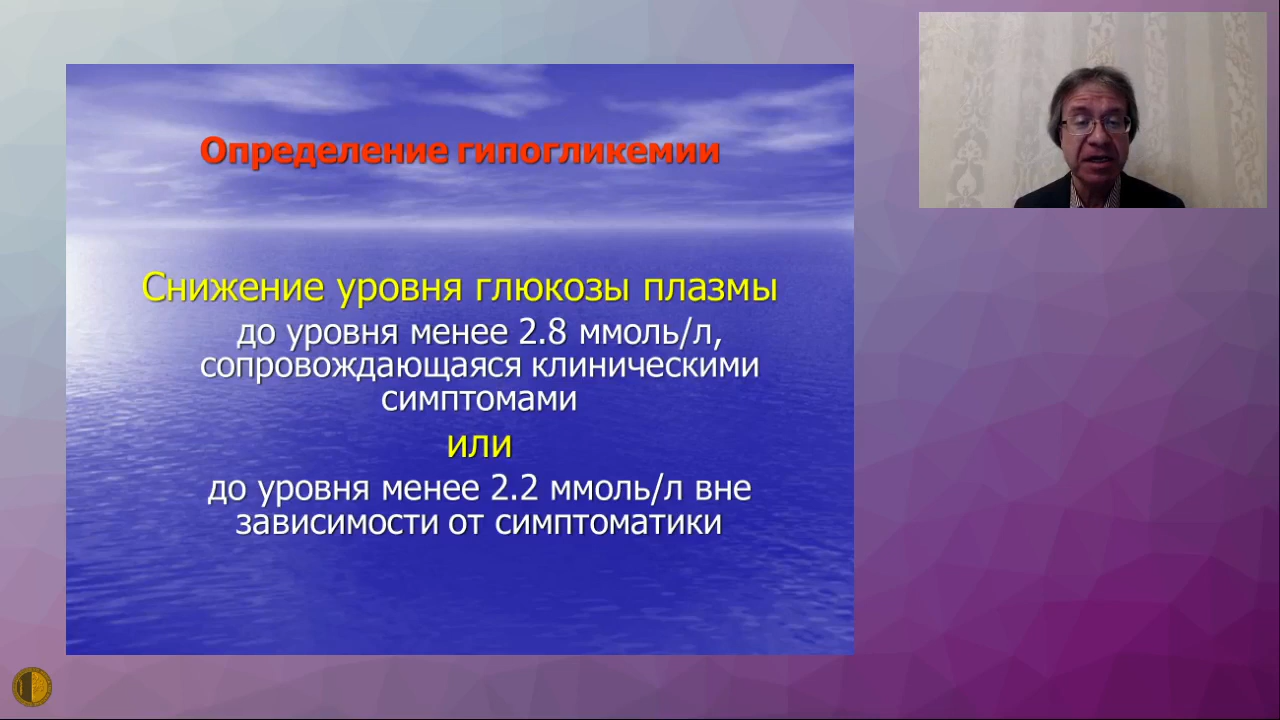 Определение гипогликемии
Снижение уровня глюкозы плазмы
до уровня менее 2.8 ммоль/л,
сопровождающаяся клиническими
симптомами
или
до уровня менее 2.2 ммоль/л вне
зависимости от симптоматики